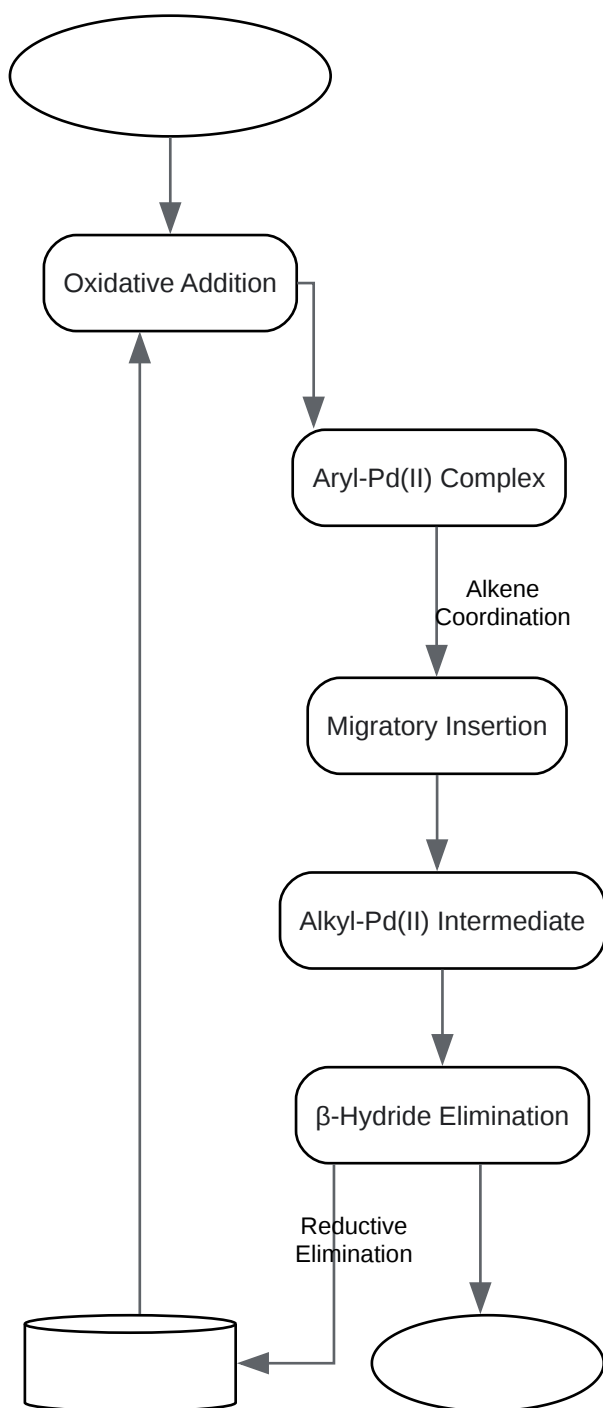 Oxidative Addition
Aryl-Pd(II) Complex
Alkene
Coordination
Migratory Insertion
Alkyl-Pd(II) Intermediate
β-Hydride Elimination
Reductive
Elimination